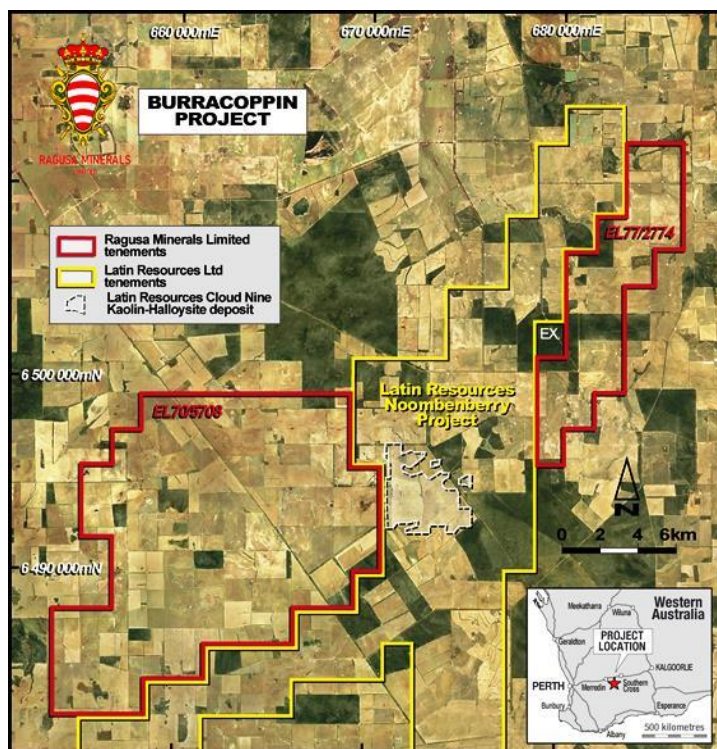 660 000mE
670 000mE
680 000mE
BURRACOPPIN
PROJECT
RAGUSA MINERALS
Ragusa Minerals Limited
tenements
Latin Resources Ltd
tenements
Latin Resources Cloud Nine
Kaolin-Halloysite deposit
EL77/2774
EX
6 500 000mN
EL70/5708
Latin Resources
Noombenberry
Project
N
0 2 4 6km
6 490 000mN
Western
Australia
Meekatharra
Wiluna
Geraldton
PROJECT
LOCATION
KALGOORLIE
PERTH
Merredin
Southern
Cross
Bunbury
Esperance
Albany
500 kilometres